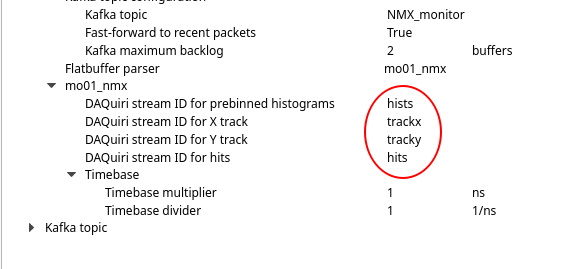 Kafka topic configuration
Kafka topic NMX_monitor
Fast-forward to recent packets True
Kafka maximum backlog 2 buffers
Flatbuffer parser mo01_nmx
mo01_nmx
DAQuiri stream ID for prebinned histograms hists
DAQuiri stream ID for X track trackx
DAQuiri stream ID for Y track tracky
DAQuiri stream ID for hits hits
Timebase
Timebase multiplier 1 ns
Timebase divider 1 1/ns
Kafka topic